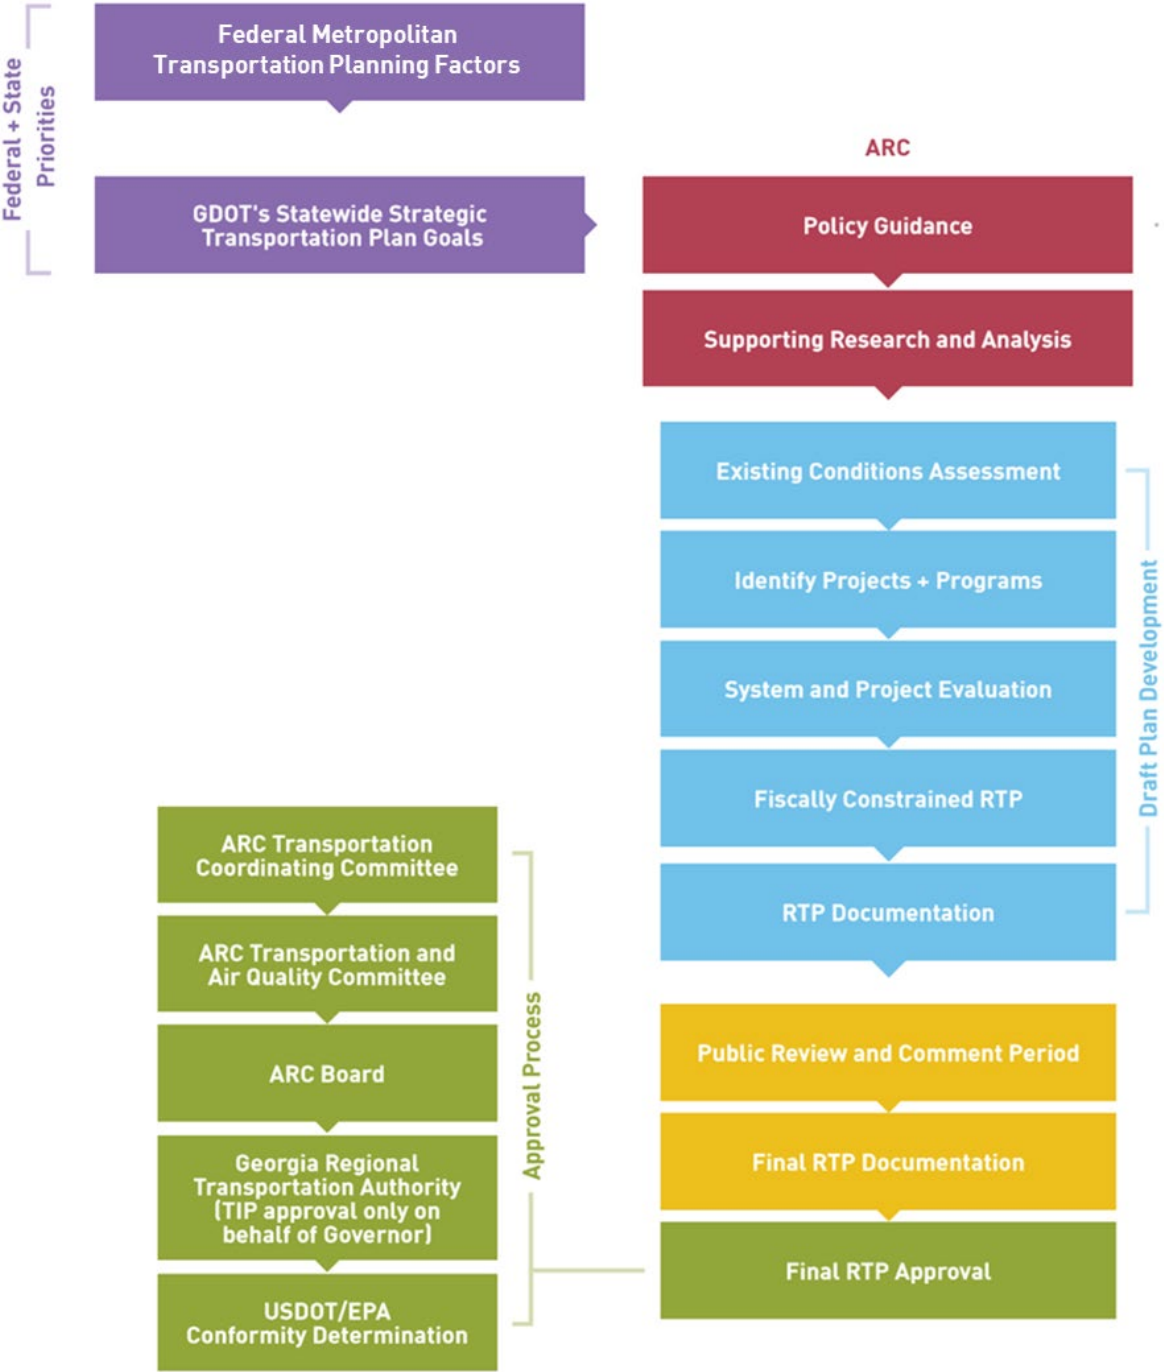 Federal + State
Priorities
Federal Metropolitan
Transportation Planning Factors
GDOT's Statewide Strategic
Transportation Plan Goals
ARC
Policy Guidance
Supporting Research and Analysis
Existing Conditions Assessment
Identify Projects + Programs
System and Project Evaluation
Fiscally Constrained RTP
RTP Documentation
Draft Plan Development
Public Review and Comment Period
Final RTP Documentation
Final RTP Approval
Approval Process
ARC Transportation
Coordinating Committee
ARC Transportation and
Air Quality Committee
ARC Board
Georgia Regional
Transportation Authority
(TIP approval only on
behalf of Governor)
USDOT/EPA
Conformity Determination